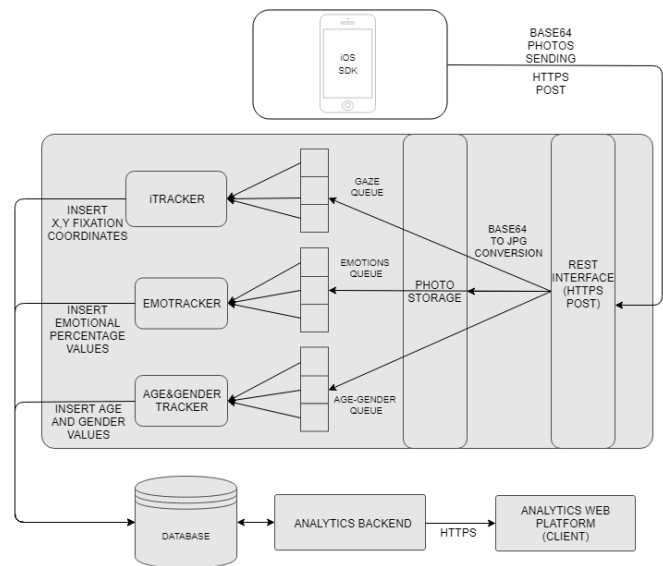 iOS
SDK
BASE64
PHOTOS
SENDING
HTTPS
POST
GAZE
QUEUE
iTRACKER
INSERT
X,Y FIXATION
COORDINATES
BASE64
TO JPG
CONVERSION
EMOTIONS
QUEUE
EMOTRACKER
PHOTO
STORAGE
REST
INTERFACE
(HTTPS
POST)
INSERT
EMOTIONAL
PERCENTAGE
VALUES
AGE&GENDER
TRACKER
AGE-GENDER
QUEUE
INSERT AGE
AND GENDER
VALUES
DATABASE
ANALYTICS BACKEND
HTTPS
ANALYTICS WEB
PLATFORM
(CLIENT)